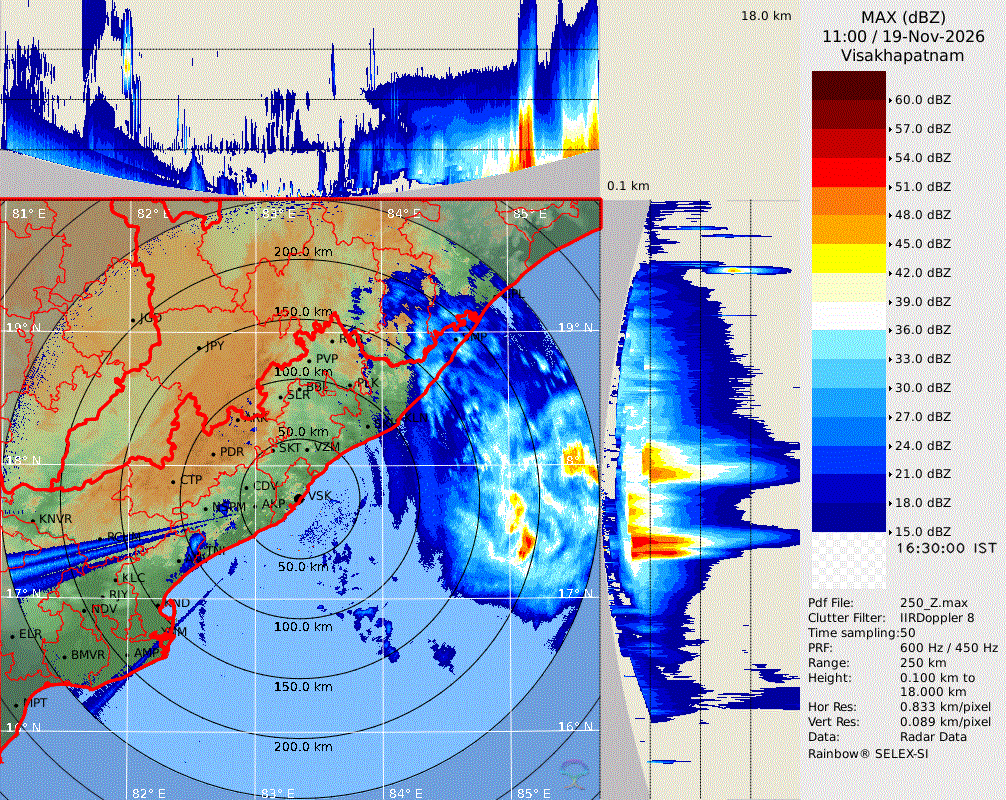 18.0 km
MAX (dBZ)
11:00 / 19-Nov-2026
Visakhapatnam
60.0 dBZ
57.0 dBZ
54.0 dBZ
51.0 dBZ
48.0 dBZ
45.0 dBZ
42.0 dBZ
39.0 dBZ
36.0 dBZ
33.0 dBZ
30.0 dBZ
27.0 dBZ
24.0 dBZ
21.0 dBZ
18.0 dBZ
15.0 dBZ
16:30:00 IST
Pdf File: 250_Z.max
Clutter Filter: IIRDoppler 8
Time sampling:50
PRF: 600 Hz / 450 Hz
Range: 250 km
Height: 0.100 km to
18.000 km
Hor Res: 0.833 km/pixel
Vert Res: 0.089 km/pixel
Data: Radar Data
Rainbow® SELEX-SI
0.1 km
81° E
82° E
83° E
84° E
85° E
200.0 km
150.0 km
19° N
19° N
JGD
JPY
PVP
100.0 km
PLK
BBL
SLR
50.0 km
SKT
VZM
PDR
18° N
CTP
CDV
VSK
AKP
KNVR
50.0 km
KLC
RJY
17° N
17° N
NDV
100.0 km
ELR
BMVR
AMP
150.0 km
MPT
16° N
16° N
200.0 km
82° E
83° E
84° E
85° E